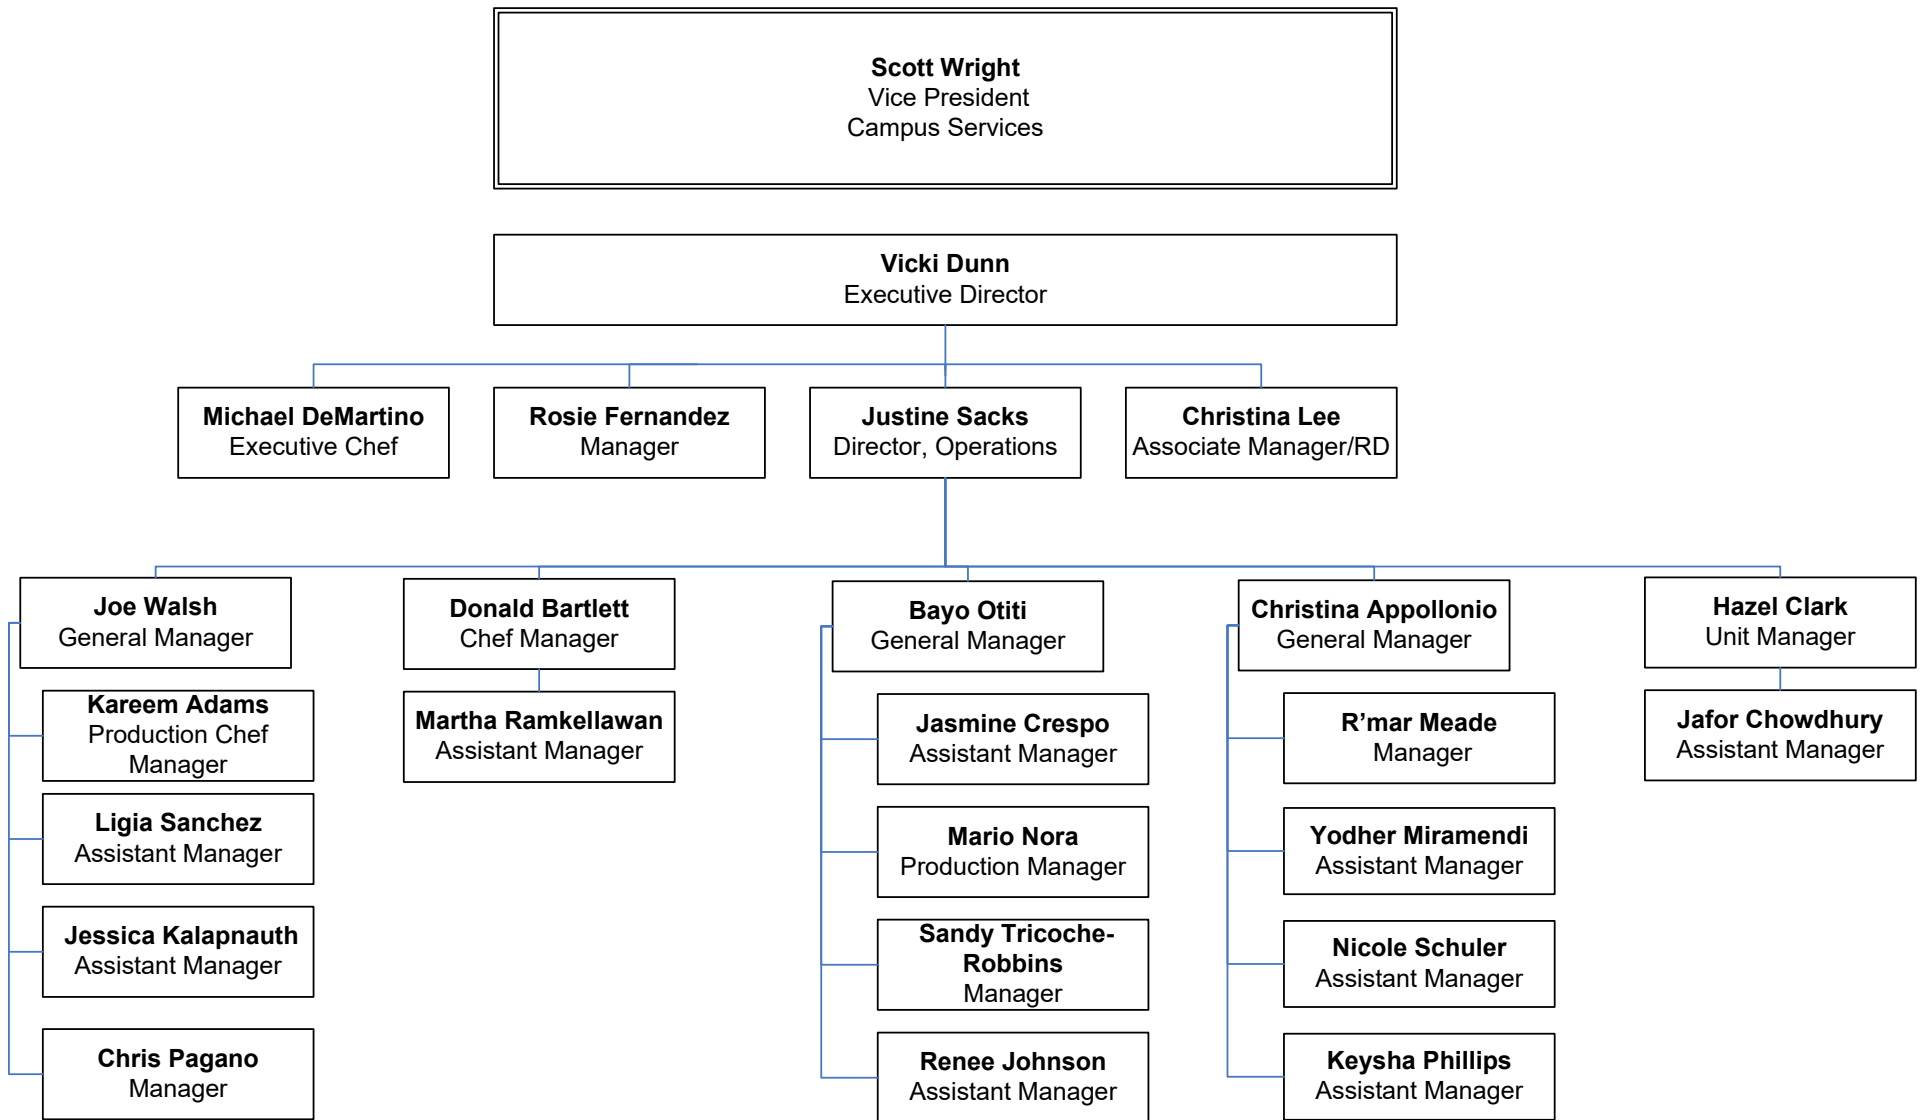 Scott Wright
Vice President
Campus Services
Vicki Dunn
Executive Director
Michael DeMartino
Executive Chef
Rosie Fernandez
Manager
Justine Sacks
Director, Operations
Christina Lee
Associate Manager/RD
Joe Walsh
General Manager
Kareem Adams
Production Chef
Manager
Ligia Sanchez
Assistant Manager
Jessica Kalapnauth
Assistant Manager
Chris Pagano
Manager
Donald Bartlett
Chef Manager
Martha Ramkellawan
Assistant Manager
Bayo Otiti
General Manager
Jasmine Crespo
Assistant Manager
Mario Nora
Production Manager
Sandy Tricoche-
Robbins
Manager
Renee Johnson
Assistant Manager
Christina Appollonio
General Manager
R’mar Meade
Manager
Yodher Miramendi
Assistant Manager
Nicole Schuler
Assistant Manager
Keysha Phillips
Assistant Manager
Hazel Clark
Unit Manager
Jafor Chowdhury
Assistant Manager